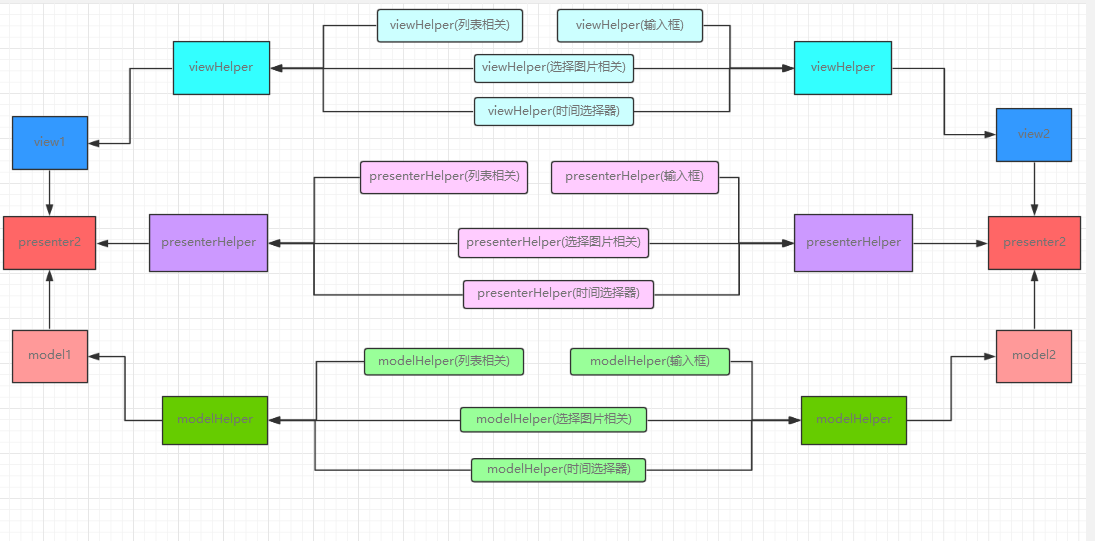 viewHelper(列表相关)
viewHelper(输入框)
viewHelper
viewHelper(选择图片相关)
viewHelper
viewHelper(时间选择器)
view1
view2
presenterHelper(列表相关)
presenterHelper(输入框)
presenter2
presenterHelper
presenterHelper(选择图片相关)
presenterHelper
presenter2
presenterHelper(时间选择器)
model1
modelHelper(列表相关)
modelHelper(输入框)
model2
modelHelper
modelHelper(选择图片相关)
modelHelper
modelHelper(时间选择器)